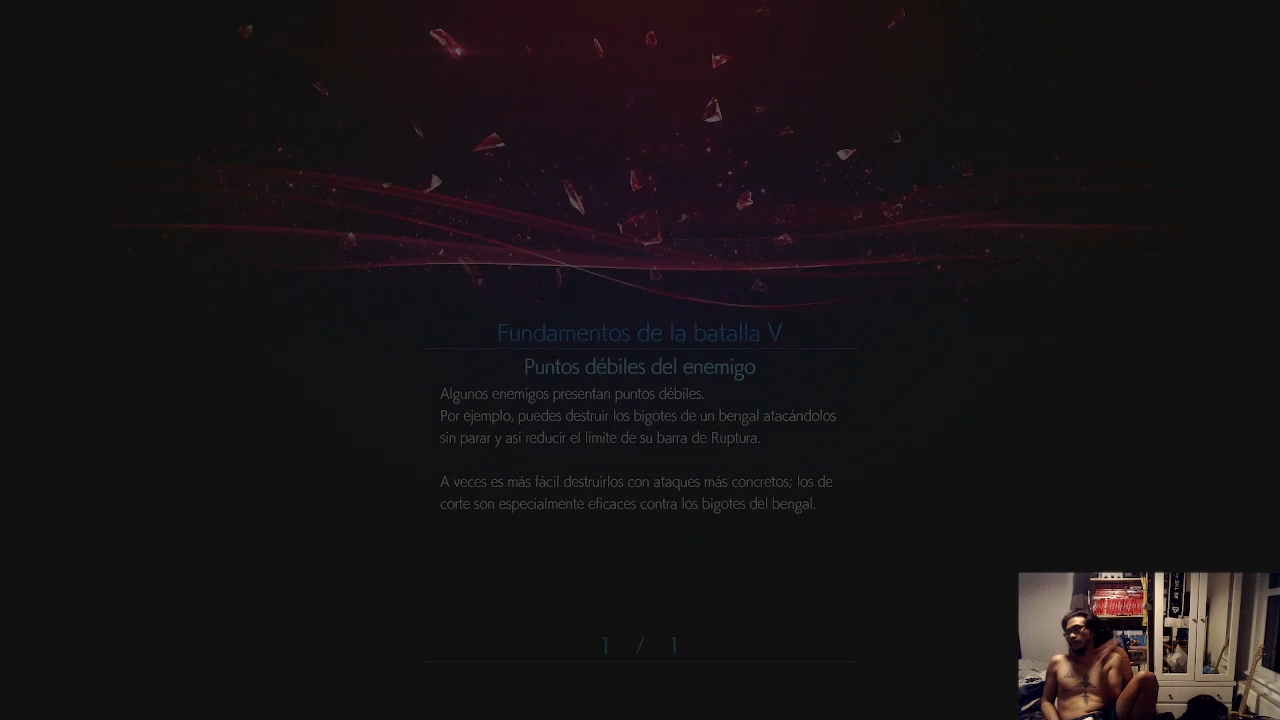 Fundamentos de la batalla V
Puntos débiles del enemigo
Algunos enemigos presentan puntos débiles.
Por ejemplo, puedes destruir los bigotes de un bengal atacándolos
sin parar y así reducir el límite de su barra de Ruptura.
A veces es más fácil destruirlos con ataques más concretos; los de
corte son especialmente eficaces contra los bigotes del bengal.
1 / 1